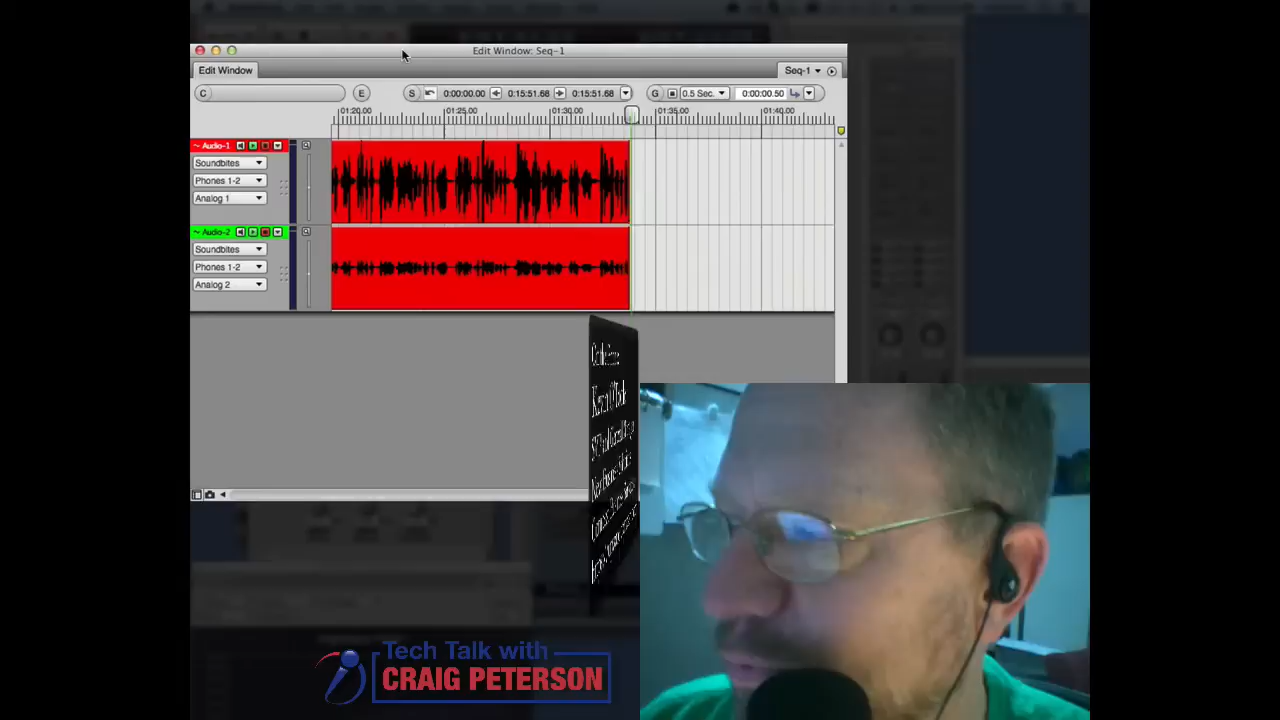 Edit Window: Seq-1
Edit Window
Seq-1
C
E
S 0:00:00.00 0:15:51.68 0:15:51.68
G 0.5 Sec. 0:00:00.50
01:20.00 01:25.00 01:30.00 01:35.00 01:40.00
~ Audio-1
Soundbites
Phones 1-2
Analog 1
~ Audio-2
Soundbites
Phones 1-2
Analog 2
Tech Talk with
CRAIG PETERSON